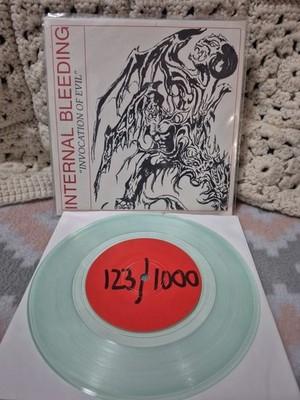 INTERNAL BLEEDING
"INVOCATION OF EVIL"
123/1000